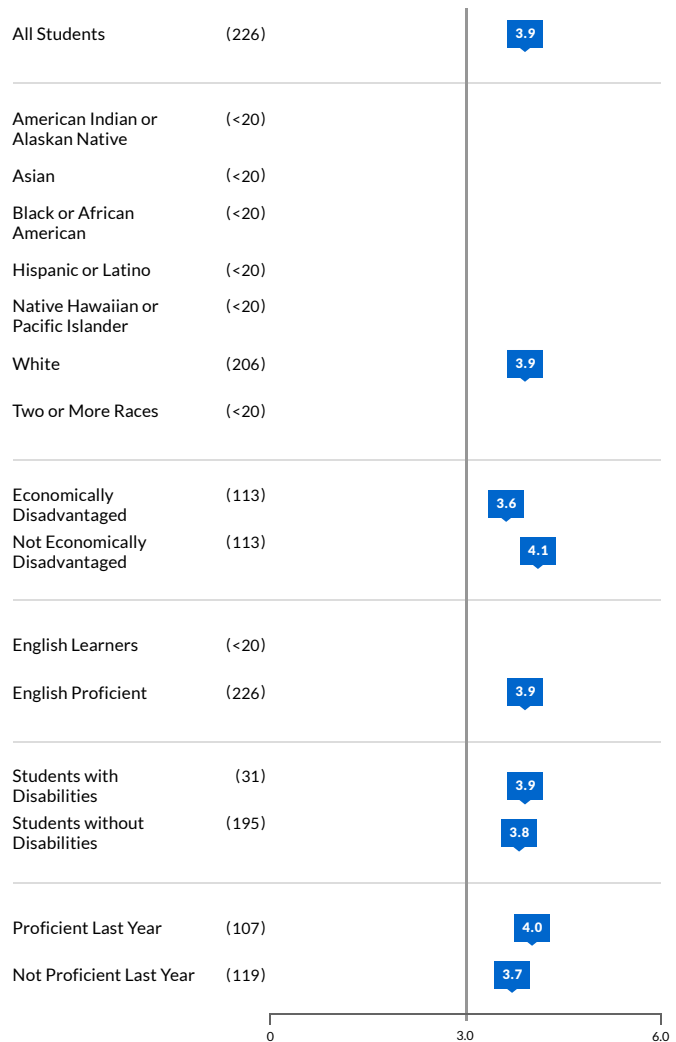 All Students (226) 3.9
American Indian or (<20)
Alaskan Native
Asian (<20)
Black or African (<20)
American
Hispanic or Latino (<20)
Native Hawaiian or (<20)
Pacific Islander
White (206) 3.9
Two or More Races (<20)
Economically (113) 3.6
Disadvantaged
Not Economically (113) 4.1
Disadvantaged
English Learners (<20)
English Proficient (226) 3.9
Students with (31) 3.9
Disabilities
Students without (195) 3.8
Disabilities
Proficient Last Year (107) 4.0
Not Proficient Last Year (119) 3.7
0 3.0 6.0